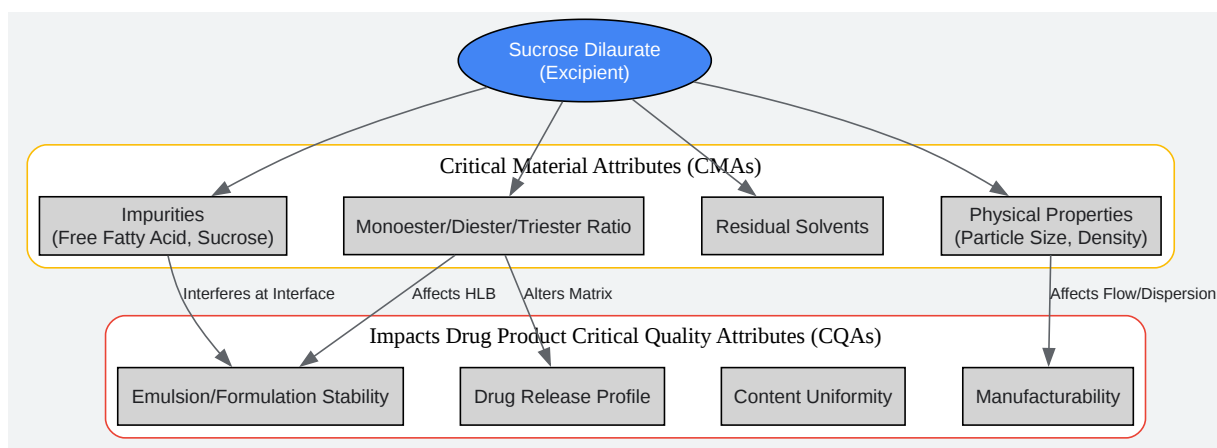 Sucrose Dilaurate
(Excipient)
Critical Material Attributes (CMAs)
Impurities
(Free Fatty Acid, Sucrose)
Monoester/Diester/Triester Ratio
Residual Solvents
Physical Properties
(Particle Size, Density)
Interferes at Interface
Affects HLB
Alters Matrix
Affects Flow/Dispersion
Impacts Drug Product Critical Quality Attributes (CQAs)
Emulsion/Formulation Stability
Drug Release Profile
Content Uniformity
Manufacturability